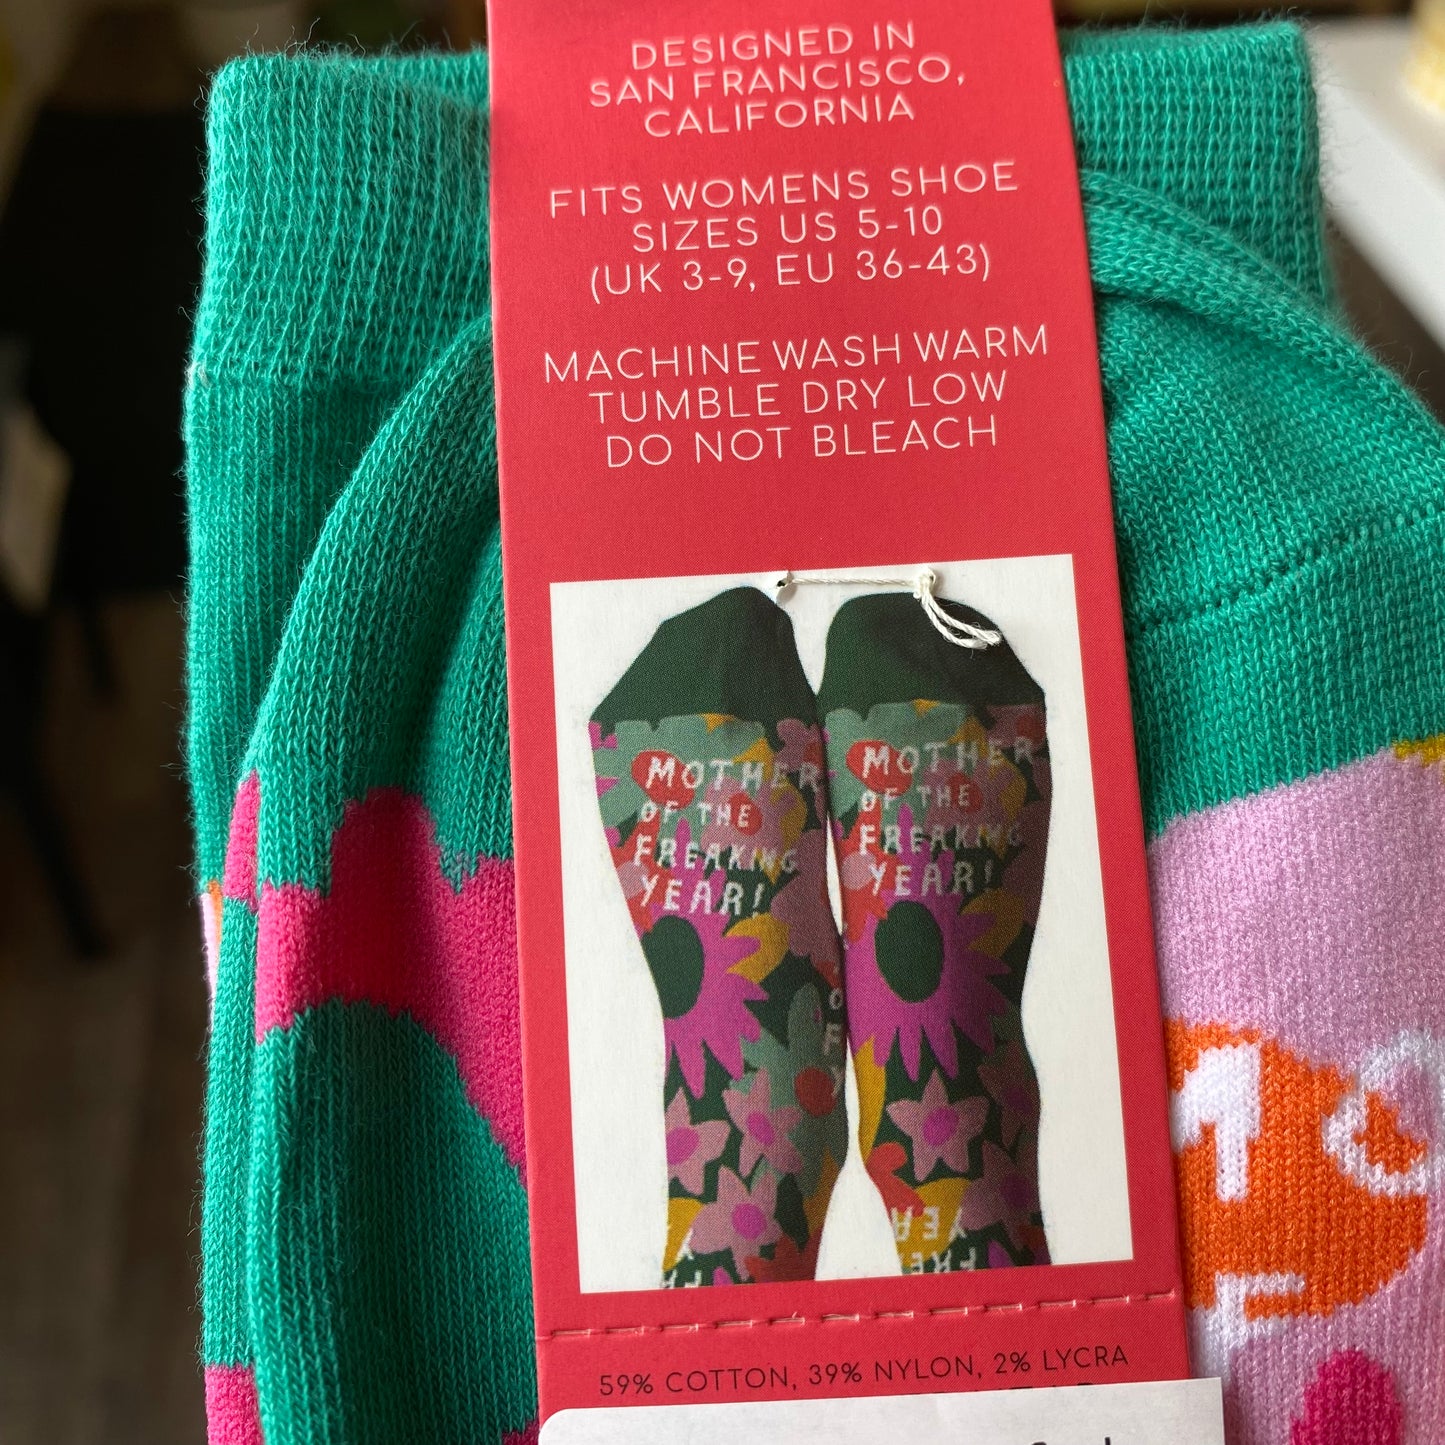 DESIGNED IN
SAN FRANCISCO,
CALIFORNIA
FITS WOMENS SHOE
SIZES US 5-10
(UK 3-9, EU 36-43)
MACHINE WASH WARM
TUMBLE DRY LOW
DO NOT BLEACH
MOTHER
OF THE
FREAKING
YEAR!
MOTHER
OF THE
FREAKING
YEAR!
59% COTTON, 39% NYLON, 2% LYCRA